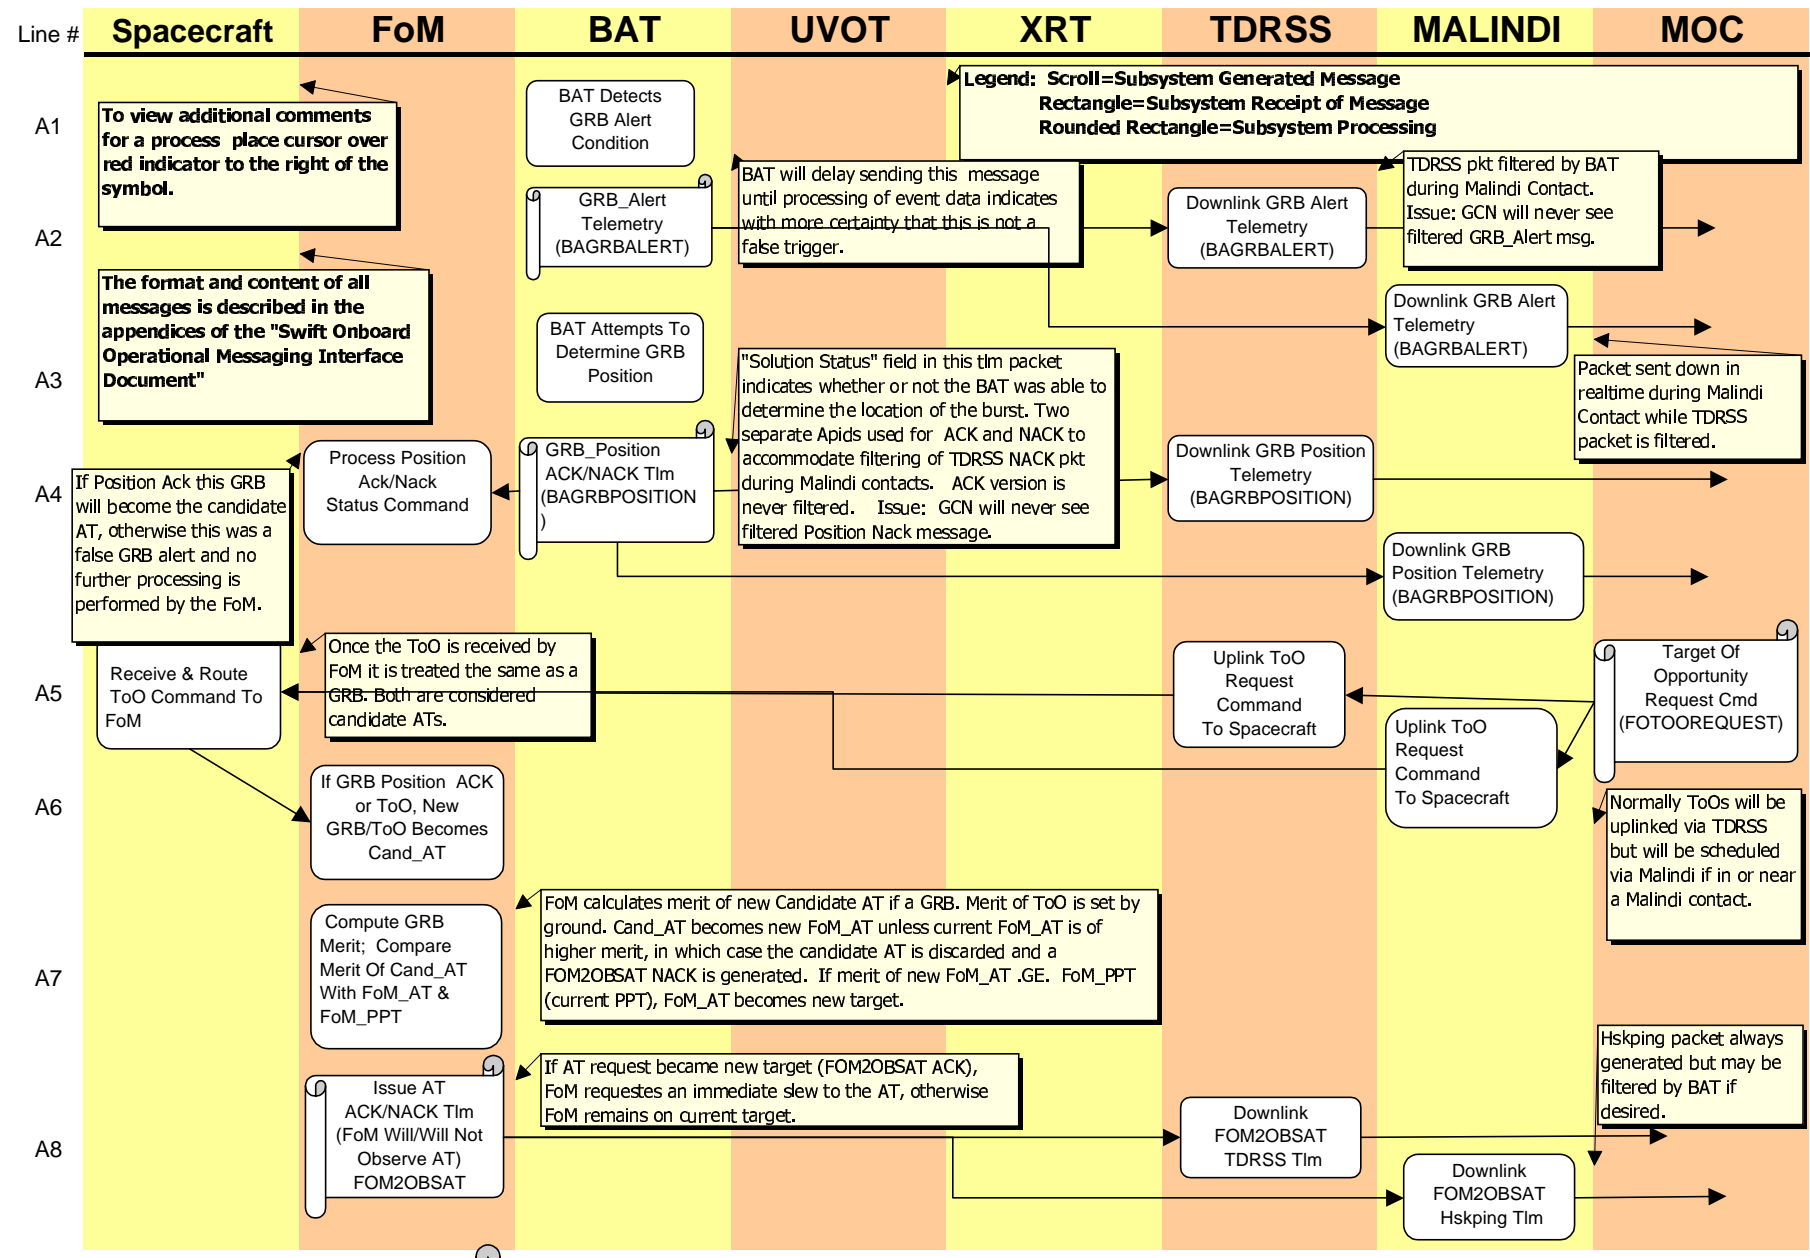 Line #
Spacecraft
FoM
BAT
UVOT
XRT
TDRSS
MALINDI
MOC
Legend:  Scroll=Subsystem Generated Message
Rectangle=Subsystem Receipt of Message
Rounded Rectangle=Subsystem Processing
A1
To view additional comments
for a process  place cursor over
red indicator to the right of the
symbol.
BAT Detects
GRB Alert
Condition
BAT will delay sending this  message
until processing of event data indicates
with more certainty that this is not a
false trigger.
TDRSS pkt filtered by BAT
during Malindi Contact.
Issue: GCN will never see
filtered GRB_Alert msg.
A2
GRB_Alert
Telemetry
(BAGRBALERT)
Downlink GRB Alert
Telemetry
(BAGRBALERT)
The format and content of all
messages is described in the
appendices of the "Swift Onboard
Operational Messaging Interface
Document"
Downlink GRB Alert
Telemetry
(BAGRBALERT)
A3
BAT Attempts To
Determine GRB
Position
"Solution Status" field in this tlm packet
indicates whether or not the BAT was able to
determine the location of the burst. Two
separate Apids used for  ACK and NACK to
accommodate filtering of TDRSS NACK pkt
during Malindi contacts.   ACK version is
never filtered.    Issue:  GCN will never see
filtered Position Nack message.
Packet sent down in
realtime during Malindi
Contact while TDRSS
packet is filtered.
A4
If Position Ack this GRB
will become the candidate
AT, otherwise this was a
false GRB alert and no
further processing is
performed by the FoM.
Process Position
Ack/Nack
Status Command
GRB_Position
ACK/NACK Tlm
(BAGRBPOSITION
)
Downlink GRB Position
Telemetry
(BAGRBPOSITION)
Downlink GRB
Position Telemetry
(BAGRBPOSITION)
A5
Receive & Route
ToO Command To
FoM
Once the ToO is received by
FoM it is treated the same as a
GRB. Both are considered
candidate ATs.
Uplink ToO
Request
Command
To Spacecraft
Uplink ToO
Request
Command
To Spacecraft
Target Of
Opportunity
Request Cmd
(FOTOOREQUEST)
A6
If GRB Position  ACK
or ToO, New
GRB/ToO Becomes
Cand_AT
Normally ToOs will be
uplinked via TDRSS
but will be scheduled
via Malindi if in or near
a Malindi contact.
A7
Compute GRB
Merit;  Compare
Merit Of Cand_AT
With FoM_AT &
FoM_PPT
FoM calculates merit of new Candidate AT if a GRB. Merit of ToO is set by
ground. Cand_AT becomes new FoM_AT unless current FoM_AT is of
higher merit, in which case the candidate AT is discarded and a
FOM2OBSAT NACK is generated.  If merit of new FoM_AT .GE.  FoM_PPT
(current PPT), FoM_AT becomes new target.
A8
Issue AT
ACK/NACK Tlm
(FoM Will/Will Not
Observe AT)
FOM2OBSAT
If AT request became new target (FOM2OBSAT ACK),
FoM requestes an immediate slew to the AT, otherwise
FoM remains on current target.
Downlink
FOM2OBSAT
TDRSS Tlm
Hskping packet always
generated but may be
filtered by BAT if
desired.
Downlink
FOM2OBSAT
Hskping Tlm